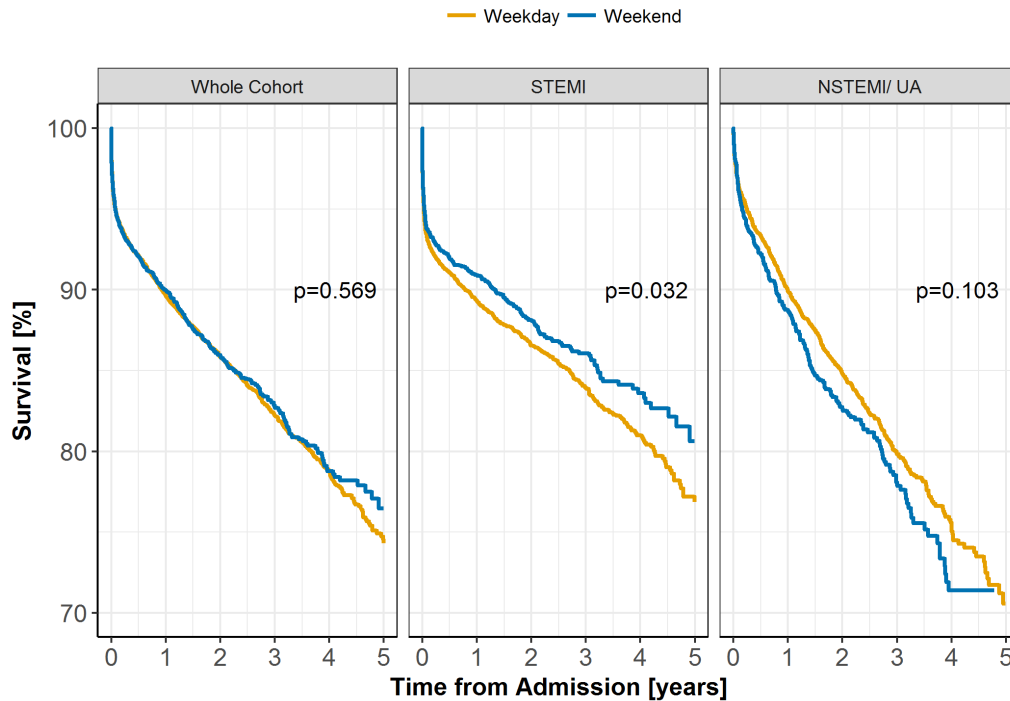 Weekday Weekend
Whole Cohort STEMI NSTEMI/ UA
100
90
80
70
p=0.569 p=0.032 p=0.103
Survival [%]
0 1 2 3 4 5 0 1 2 3 4 5 0 1 2 3 4 5
Time from Admission [years]